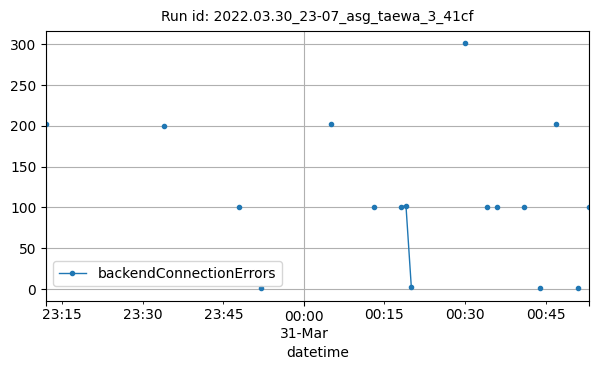 Run id: 2022.03.30_23-07_asg_taewa_3_41cf
300
250
200
150
100
50
0
backendConnectionErrors
23:15 23:30 23:45 00:00 00:15 00:30 00:45
31-Mar
datetime